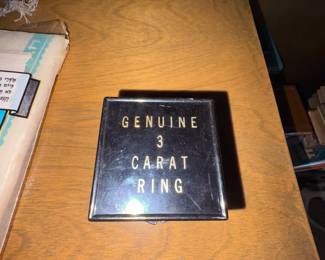 GENUINE
3
CARAT
RING